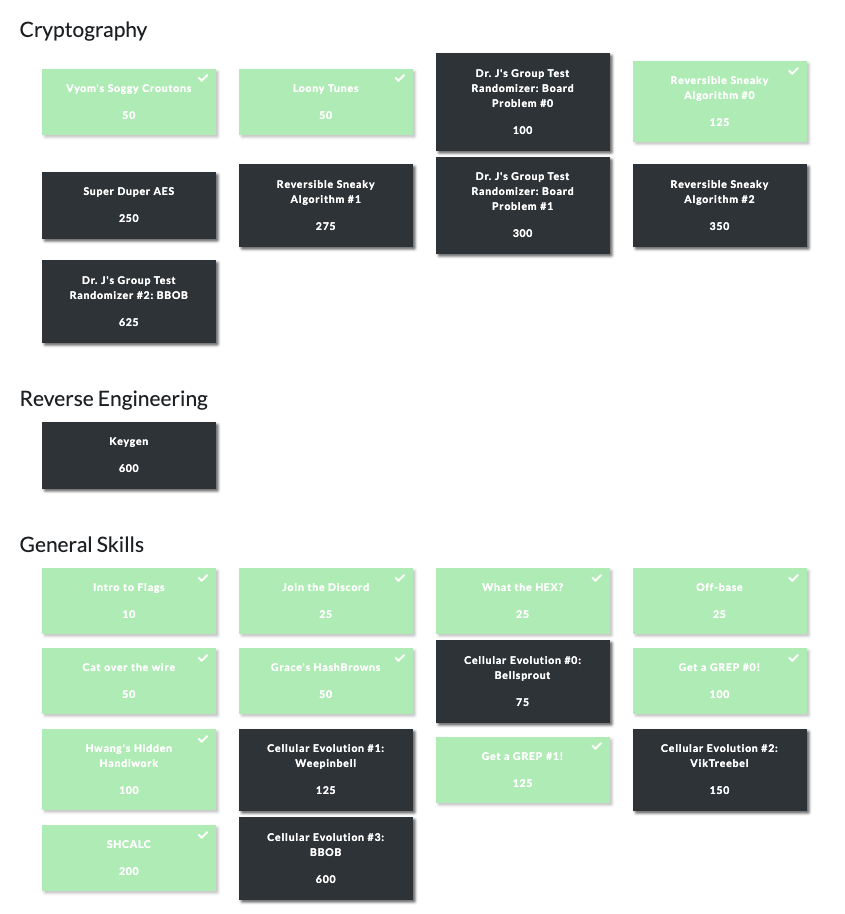 Cryptography
Vyom's Soggy Croutons
50
Loony Tunes
50
Dr. J's Group Test
Randomizer: Board
Problem #0
100
Reversible Sneaky
Algorithm #0
125
Super Duper AES
250
Reversible Sneaky
Algorithm #1
275
Dr. J's Group Test
Randomizer: Board
Problem #1
300
Reversible Sneaky
Algorithm #2
350
Dr. J's Group Test
Randomizer #2: BBOB
625
Reverse Engineering
Keygen
600
General Skills
Intro to Flags
10
Join the Discord
25
What the HEX?
25
Off-base
25
Cat over the wire
50
Grace's HashBrowns
50
Cellular Evolution #0:
Bellsprout
75
Get a GREP #0!
100
Hwang's Hidden
Handiwork
100
Cellular Evolution #1:
Weepinbell
125
Get a GREP #1!
125
Cellular Evolution #2:
VikTreebel
150
SHCALC
200
Cellular Evolution #3:
BBOB
600